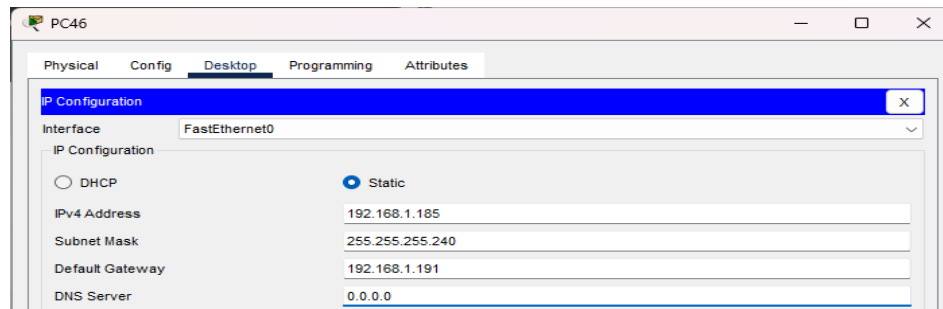 PC46
Physical Config Desktop Programming Attributes
IP Configuration X
Interface FastEthernet0
IP Configuration
DHCP Static
IPv4 Address 192.168.1.185
Subnet Mask 255.255.255.240
Default Gateway 192.168.1.191
DNS Server 0.0.0.0